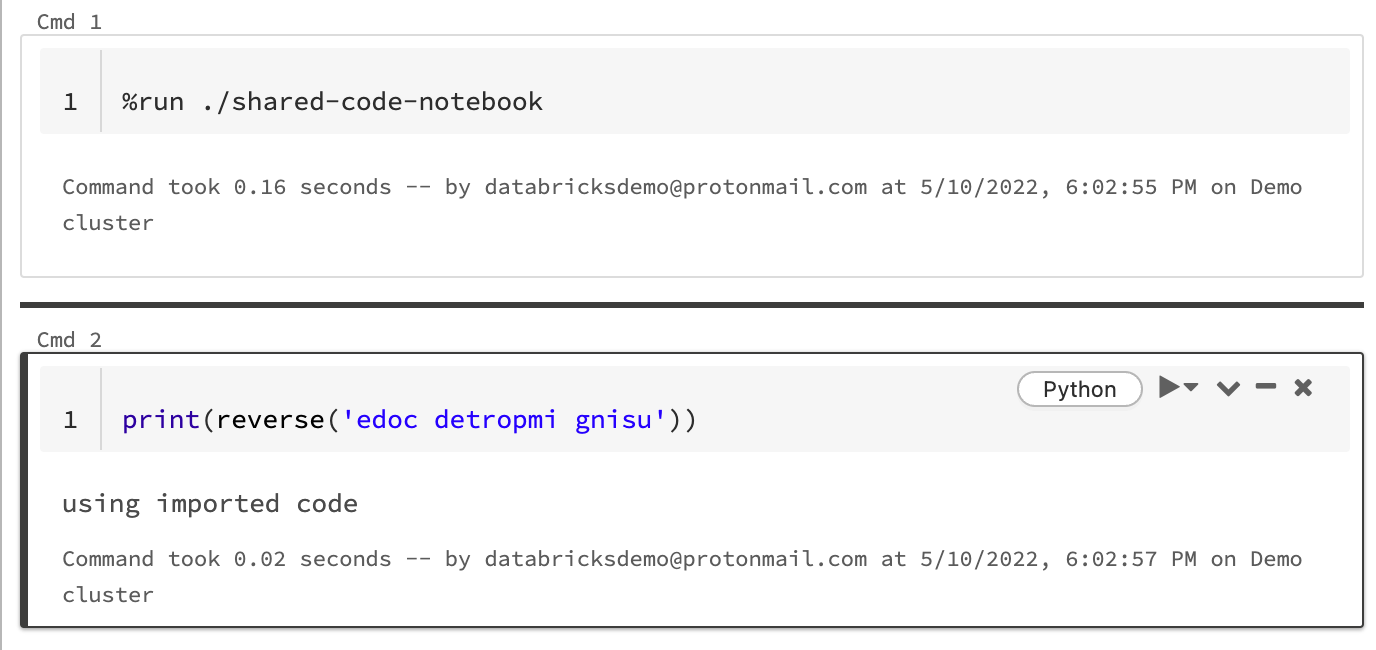 Cmd 1
1 %run ./shared-code-notebook
Command took 0.16 seconds -- by databricksdemo@protonmail.com at 5/10/2022, 6:02:55 PM on Demo
cluster
Cmd 2
Python
1 print(reverse('edoc detropmi gnisu'))
using imported code
Command took 0.02 seconds -- by databricksdemo@protonmail.com at 5/10/2022, 6:02:57 PM on Demo
cluster